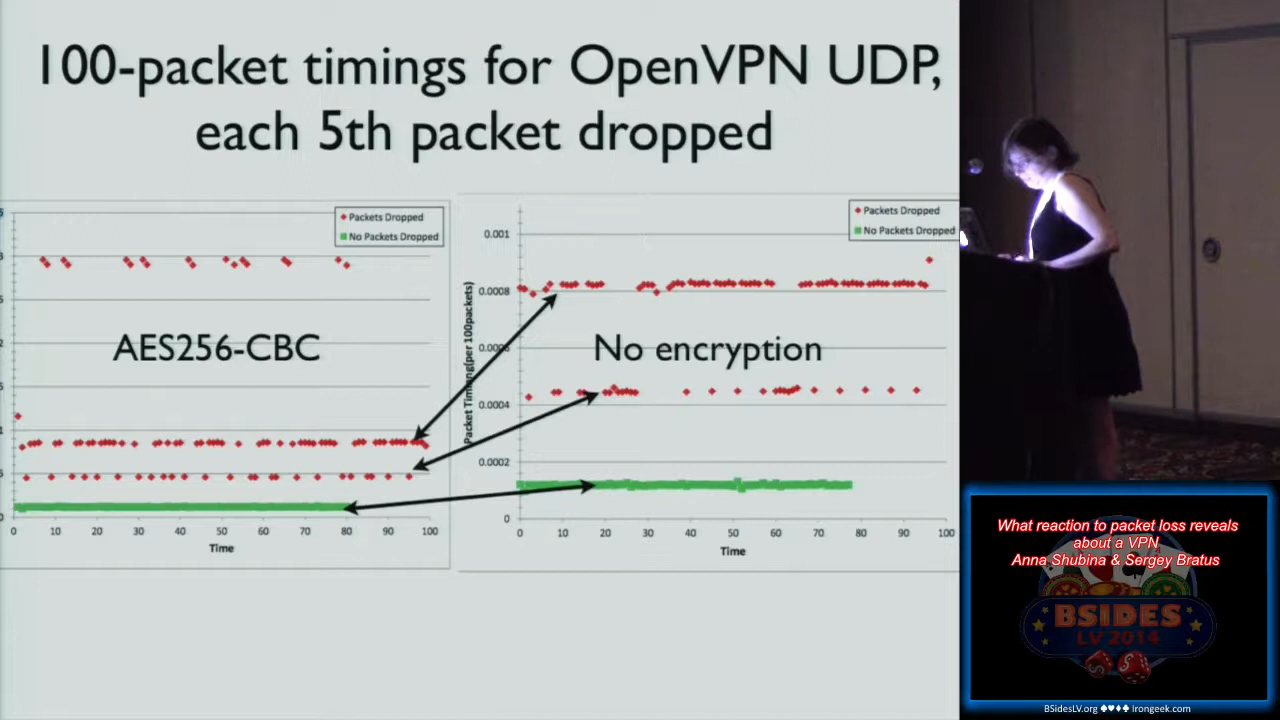 100-packet timings for OpenVPN UDP,
each 5th packet dropped
Packets Dropped
No Packets Dropped
AES256-CBC
0 10 20 30 40 50 60 70 80 90 100
Time
Packets Dropped
No Packets Dropped
Packet Timing(per 100packets)
0.001
0.0008
0.0006
0.0004
0.0002
0
No encryption
0 10 20 30 40 50 60 70 80 90 100
Time
What reaction to packet loss reveals
about a VPN
Anna Shubina & Sergey Bratus
BSIDES
LV 2014
BSidesLV.org ♠♥♦♣ Irongeek.com